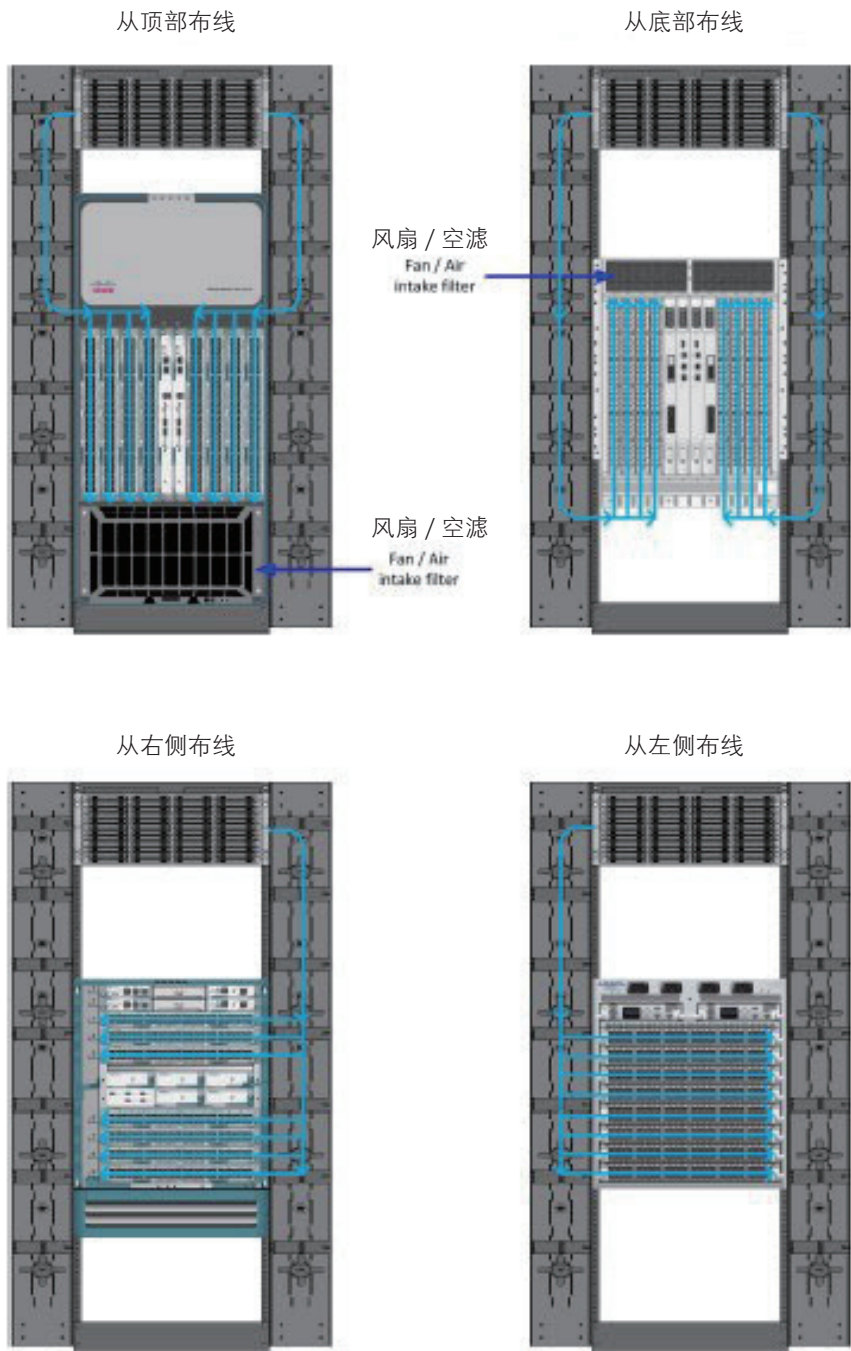 从顶部布线
从底部布线
风扇 / 空滤
Fan / Air
intake filter
风扇 / 空滤
Fan / Air
intake filter
从右侧布线
从左侧布线